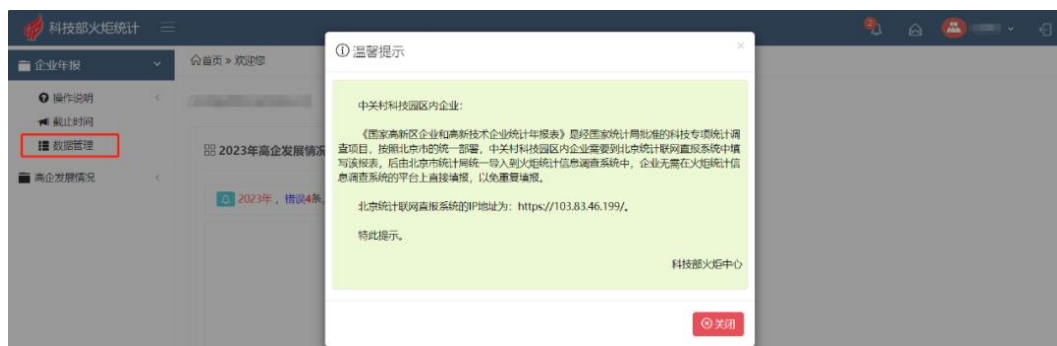 科技部火炬统计
2
企业年报
首页 » 欢迎您
操作说明
截止时间
数据管理
高企发展情况
2023年高企发展情况
2023年，错误4条，
温馨提示
×
中关村科技园区内企业：
《国家高新区企业和高新技术企业统计年报表》是经国家统计局批准的科技专项统计调
查项目，按照北京市的统一部署，中关村科技园区内企业需要到北京统计联网直报系统中填
写该报表，后由北京市统计局统一导入到火炬统计信息调查系统中，企业无需在火炬统计信
息调查系统的平台上直接填报，以免重复填报。
北京统计联网直报系统的IP地址为：https://103.83.46.199/。
特此提示。
科技部火炬中心
关闭